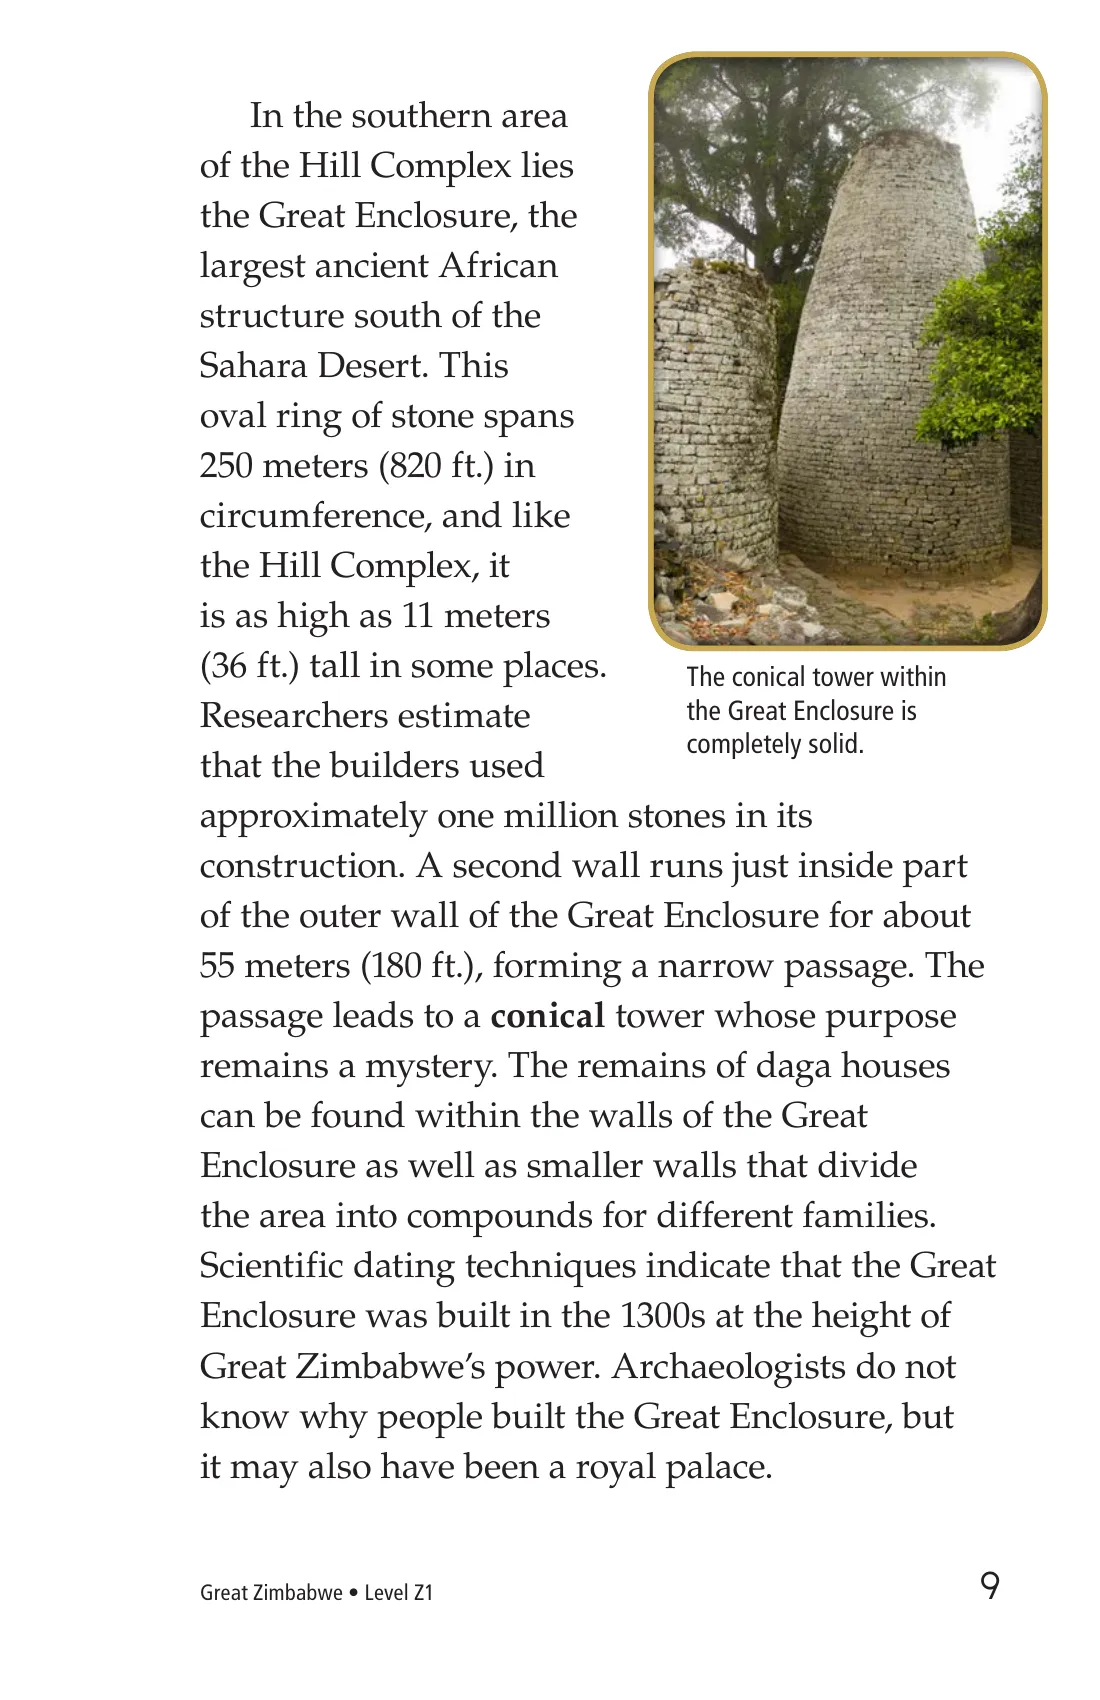 In the southern area
of the Hill Complex lies
the Great Enclosure, the
largest ancient African
structure south of the
Sahara Desert. This
oval ring of stone spans
250 meters (820 ft.) in
circumference, and like
the Hill Complex, it
is as high as 11 meters
(36 ft.) tall in some places.
Researchers estimate
that the builders used
approximately one million stones in its
construction. A second wall runs just inside part
of the outer wall of the Great Enclosure for about
55 meters (180 ft.), forming a narrow passage. The
passage leads to a conical tower whose purpose
remains a mystery. The remains of daga houses
can be found within the walls of the Great
Enclosure as well as smaller walls that divide
the area into compounds for different families.
Scientific dating techniques indicate that the Great
Enclosure was built in the 1300s at the height of
Great Zimbabwe’s power. Archaeologists do not
know why people built the Great Enclosure, but
it may also have been a royal palace.
The conical tower within
the Great Enclosure is
completely solid.
Great Zimbabwe • Level Z1
9